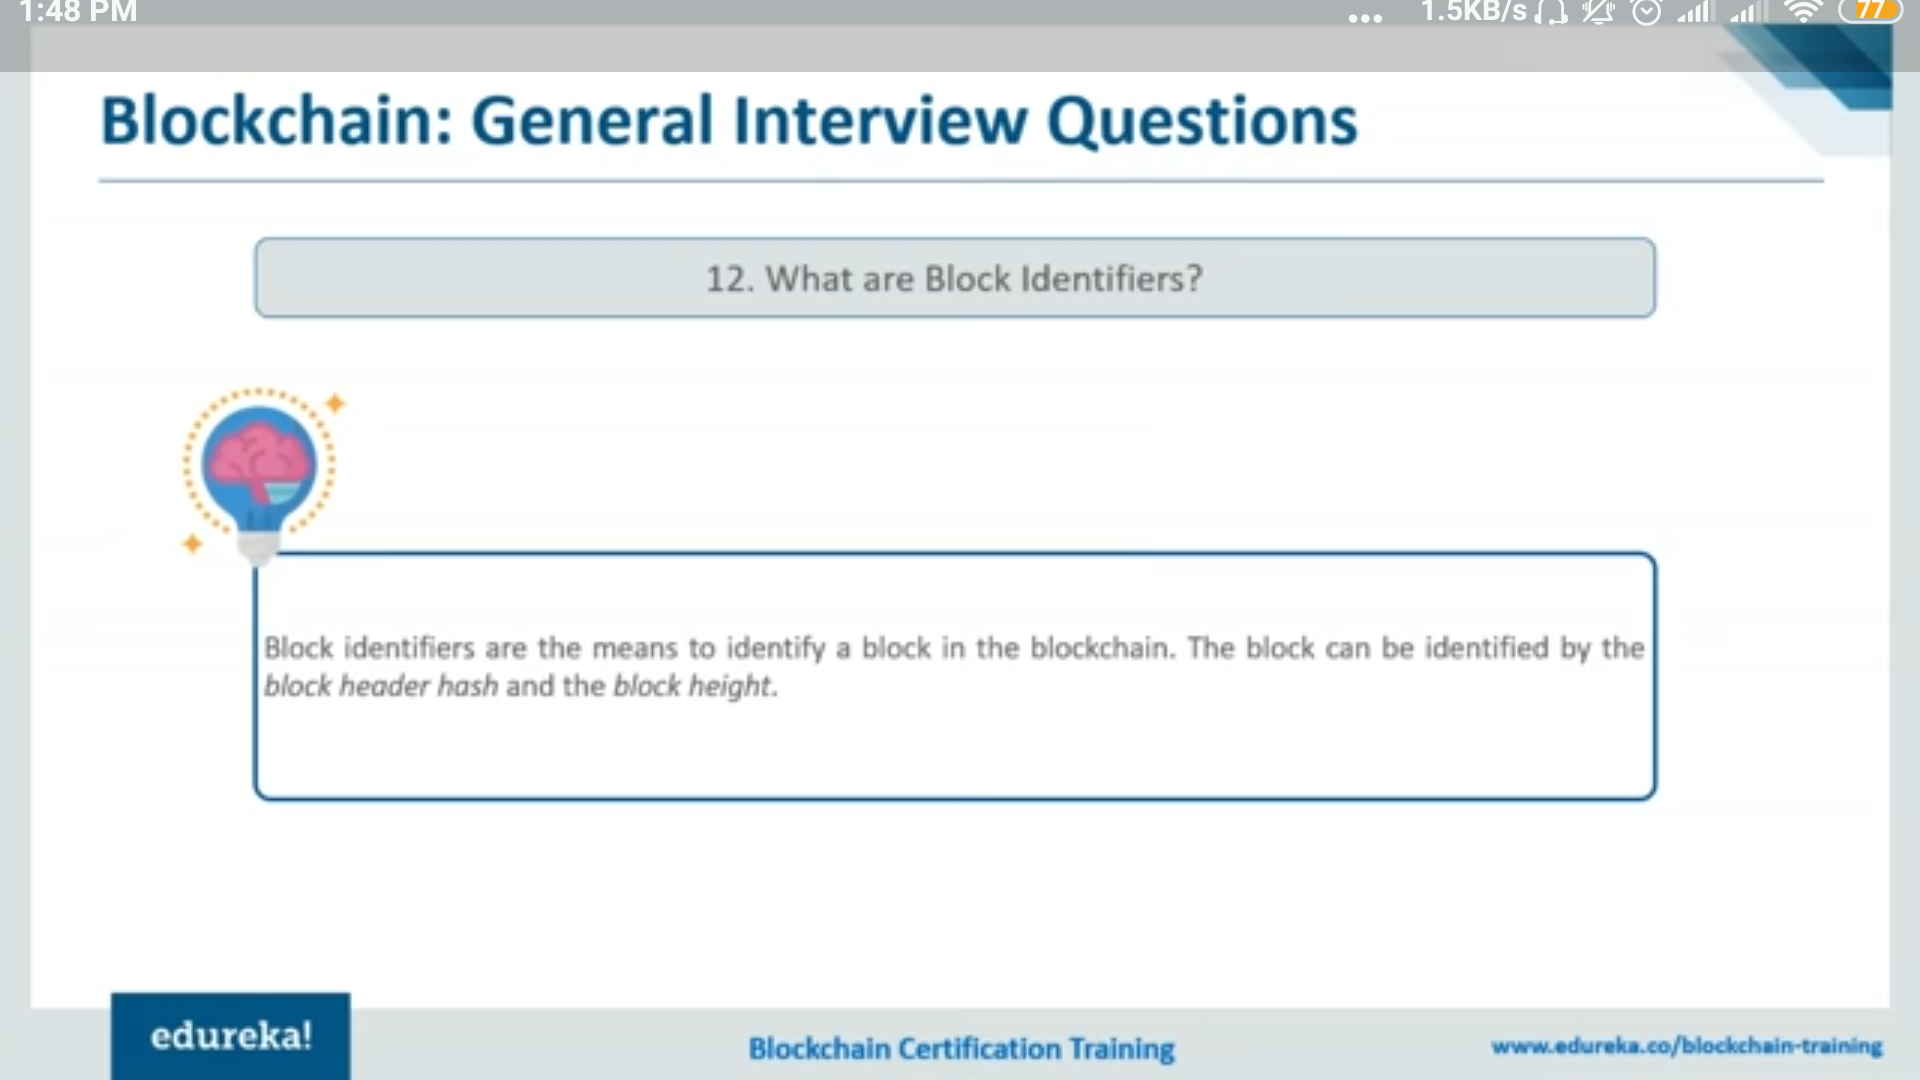 1:48 PM
... 1.5KB/s 77
Blockchain: General Interview Questions
12. What are Block Identifiers?
Block identifiers are the means to identify a block in the blockchain. The block can be identified by the
block header hash and the block height.
edureka!
Blockchain Certification Training
www.edureka.co/blockchain-training